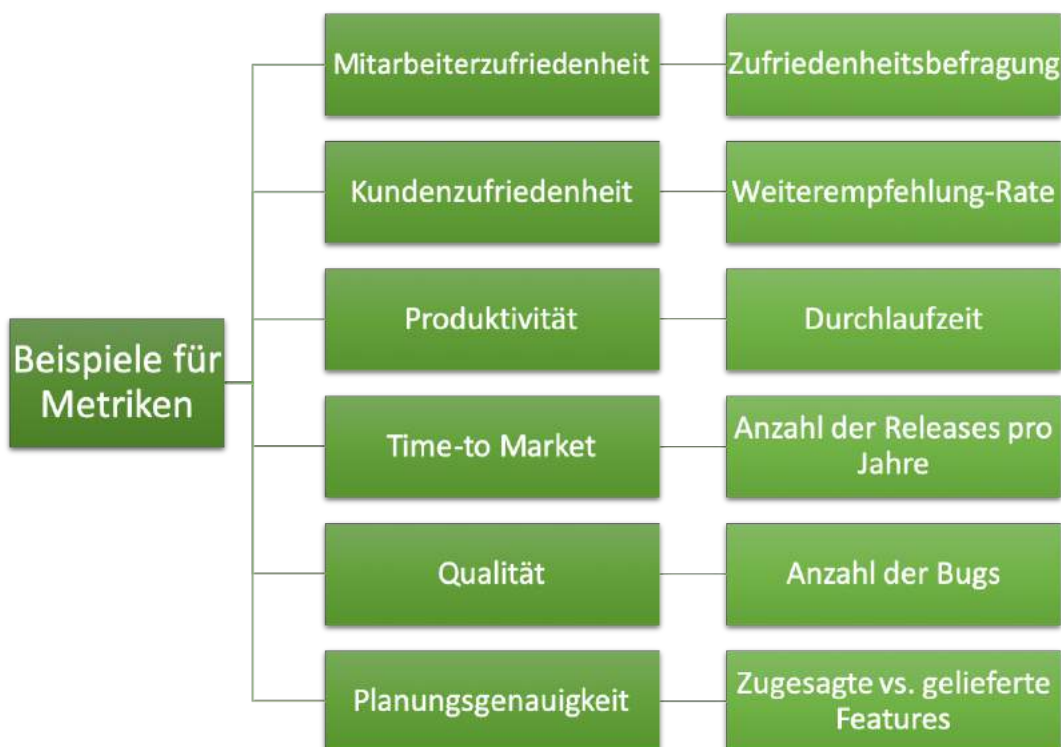 Beispiele für
Metriken
Mitarbeiterzufriedenheit
Zufriedenheitsbefragung
Kundenzufriedenheit
Weiterempfehlung-Rate
Produktivität
Durchlaufzeit
Time-to Market
Anzahl der Releases pro
Jahre
Qualität
Anzahl der Bugs
Planungsgenauigkeit
Zugesagte vs. gelieferte
Features